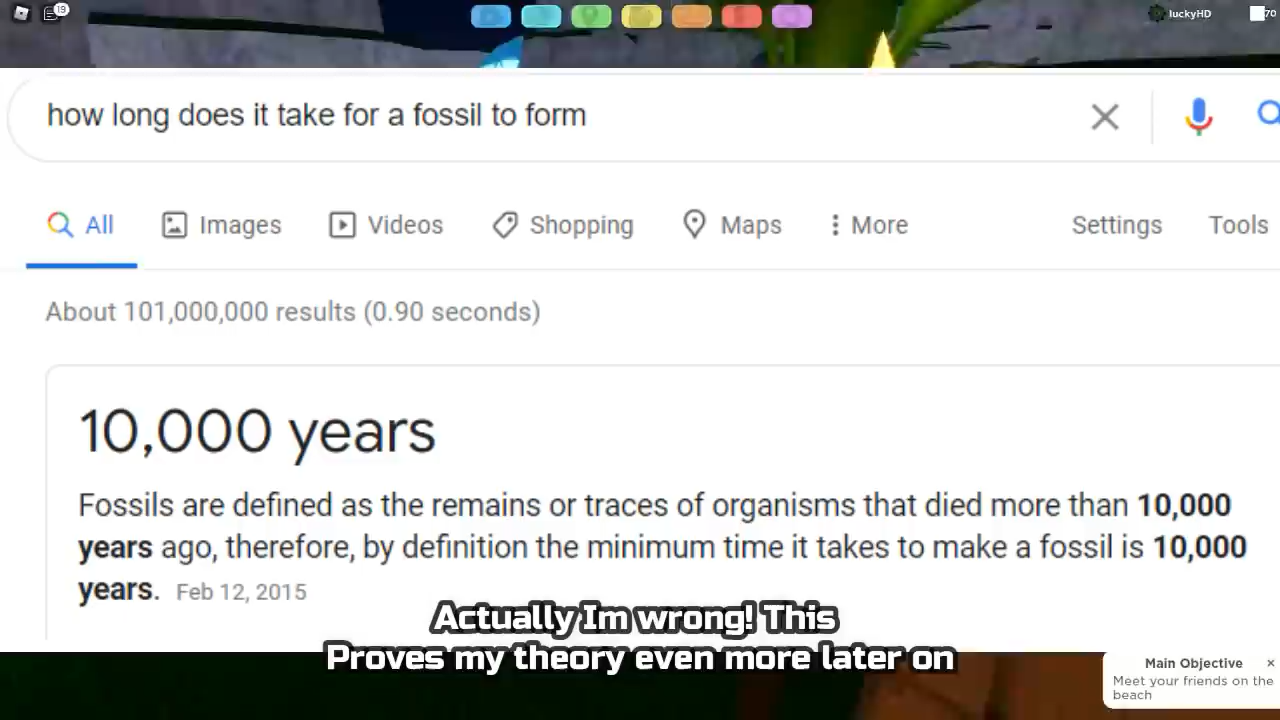 19
luckyHD
70
how long does it take for a fossil to form
All
Images
Videos
Shopping
Maps
More
Settings
Tools
About 101,000,000 results (0.90 seconds)
10,000 years
Fossils are defined as the remains or traces of organisms that died more than 10,000
years ago, therefore, by definition the minimum time it takes to make a fossil is 10,000
years. Feb 12, 2015
Actually Im wrong! This
Proves my theory even more later on
Main Objective
Meet your friends on the
beach